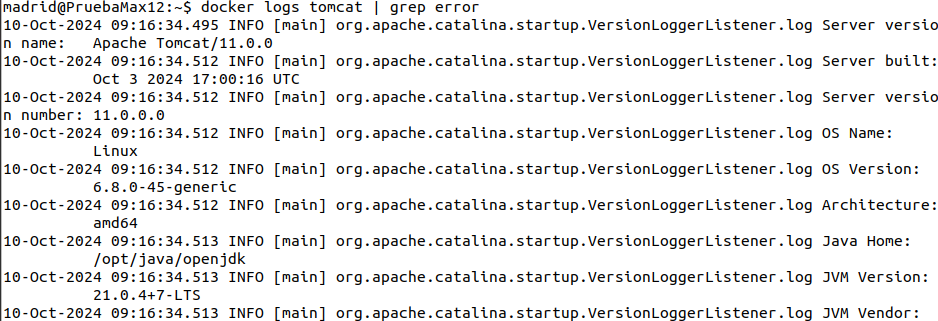 madrid@PruebaMax12:~$ docker logs tomcat | grep error
10-Oct-2024 09:16:34.495 INFO [main] org.apache.catalina.startup.VersionLoggerListener.log Server versio
n name:   Apache Tomcat/11.0.0
10-Oct-2024 09:16:34.512 INFO [main] org.apache.catalina.startup.VersionLoggerListener.log Server built:
          Oct 3 2024 17:00:16 UTC
10-Oct-2024 09:16:34.512 INFO [main] org.apache.catalina.startup.VersionLoggerListener.log Server versio
n number: 11.0.0.0
10-Oct-2024 09:16:34.512 INFO [main] org.apache.catalina.startup.VersionLoggerListener.log OS Name:
          Linux
10-Oct-2024 09:16:34.512 INFO [main] org.apache.catalina.startup.VersionLoggerListener.log OS Version:
          6.8.0-45-generic
10-Oct-2024 09:16:34.512 INFO [main] org.apache.catalina.startup.VersionLoggerListener.log Architecture:
          amd64
10-Oct-2024 09:16:34.513 INFO [main] org.apache.catalina.startup.VersionLoggerListener.log Java Home:
          /opt/java/openjdk
10-Oct-2024 09:16:34.513 INFO [main] org.apache.catalina.startup.VersionLoggerListener.log JVM Version:
          21.0.4+7-LTS
10-Oct-2024 09:16:34.513 INFO [main] org.apache.catalina.startup.VersionLoggerListener.log JVM Vendor: